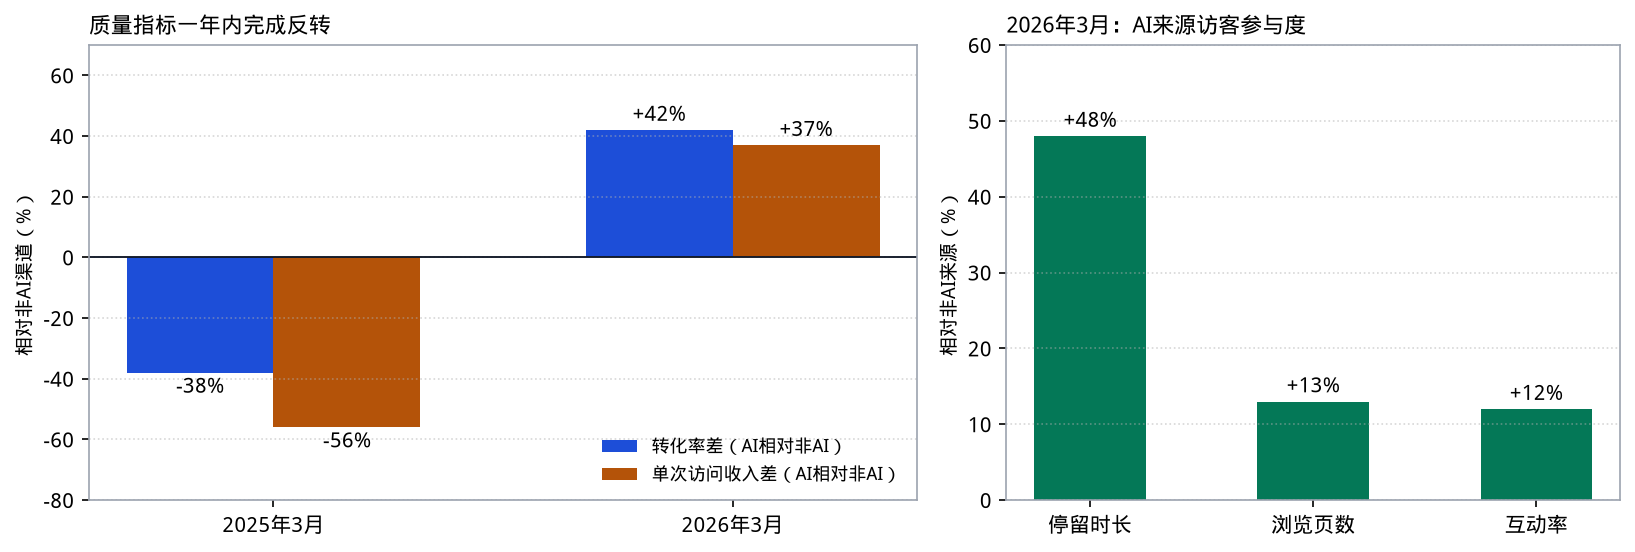 质量指标一年内完成反转
相对非AI渠道（%）
60
40
20
0
-20
-40
-60
-80
-38%
-56%
+42%
+37%
转化率差（AI相对非AI）
单次访问收入差（AI相对非AI）
2025年3月
2026年3月
2026年3月：AI来源访客参与度
相对非AI来源（%）
60
50
40
30
20
10
0
+48%
+13%
+12%
停留时长
浏览页数
互动率